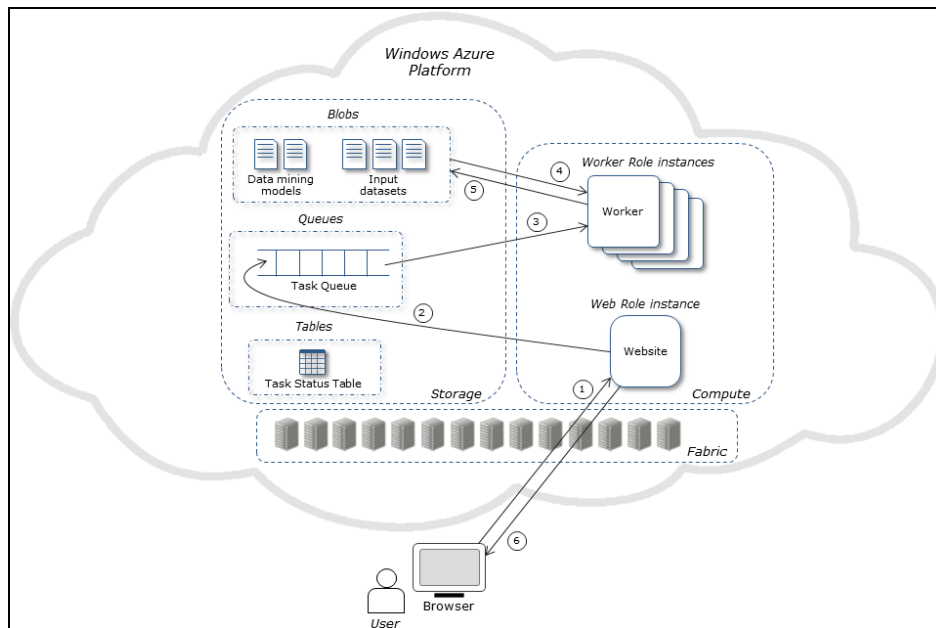 Windows Azure
Platform
Blobs
Data mining
models
Input
datasets
Worker Role instances
Worker
4
5
3
Queues
Task Queue
2
Web Role instance
Website
Tables
Task Status Table
1
Storage
Compute
Fabric
6
Browser
User